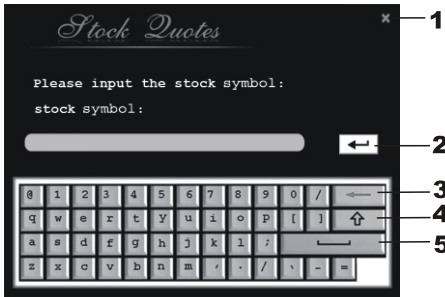 Stock Quotes
× 1
Please input the stock symbol:
stock symbol:
2
@ 1 2 3 4 5 6 7 8 9 0 / ← 3
q w e r t y u i o p [ ] 4
a s d f g h j k l ; 5
z x c v b n m , . / - =